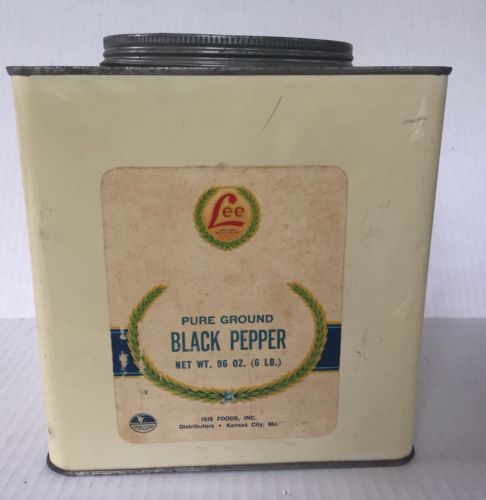 Lee
PURE GROUND
BLACK PEPPER
NET WT. 96 OZ. (6 LB.)
ISIS FOODS, INC.
Distributors • Kansas City, Mo.